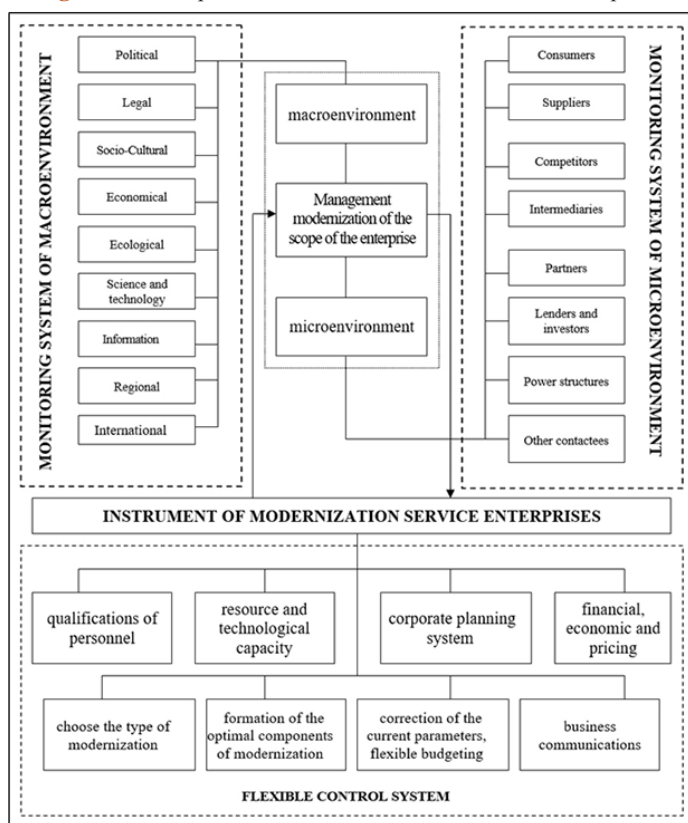 MONITORING SYSTEM OF MACROENVIRONMENT
Political
Legal
Socio-Cultural
Economical
Ecological
Science and
technology
Information
Regional
International
macroenvironment
Management
modernization of the
scope of the enterprise
microenvironment
Consumers
Suppliers
Competitors
Intermediaries
Partners
Lenders and
investors
Power structures
Other contactees
MONITORING SYSTEM OF MICROENVIRONMENT
INSTRUMENT OF MODERNIZATION SERVICE ENTERPRISES
qualifications of
personnel
resource and
technological
capacity
corporate planning
system
financial,
economic and
pricing
choose the type of
modernization
formation of the
optimal components
of modernization
correction of the
current parameters,
flexible budgeting
business
communications
FLEXIBLE CONTROL SYSTEM